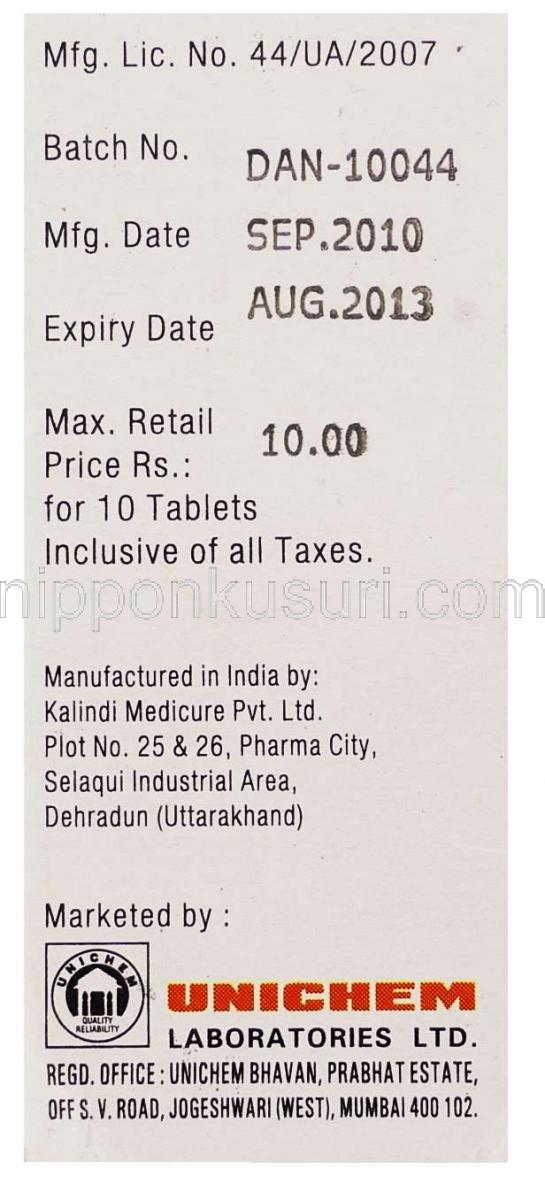 Mfg. Lic. No. 44/UA/2007
Batch No. DAN-10044
Mfg. Date SEP.2010
Expiry Date AUG.2013
Max. Retail
Price Rs.: 10.00
for 10 Tablets
Inclusive of all Taxes.
nipponkusuri.com
Manufactured in India by:
Kalindi Medicure Pvt. Ltd.
Plot No. 25 & 26, Pharma City,
Selaqui Industrial Area,
Dehradun (Uttarakhand)
Marketed by :
UNICHEM
QUALITY
RELIABILITY
UNICHEM
LABORATORIES LTD.
REGD. OFFICE : UNICHEM BHAVAN, PRABHAT ESTATE,
OFF S. V. ROAD, JOGESHWARI (WEST), MUMBAI 400 102.